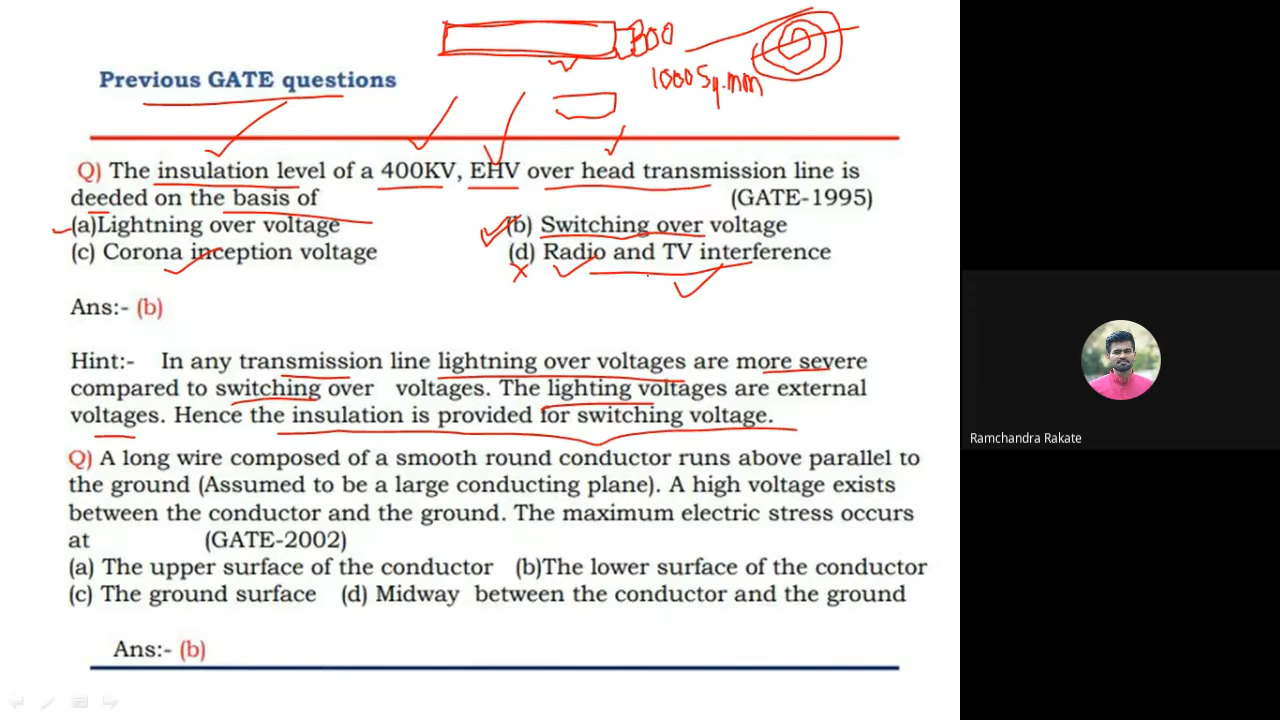 Previous GATE questions
1000 Sq.mm
Q) The insulation level of a 400KV, EHV over head transmission line is
deeded on the basis of (GATE-1995)
(a)Lightning over voltage (b) Switching over voltage
(c) Corona inception voltage (d) Radio and TV interference
Ans:- (b)
Hint:- In any transmission line lightning over voltages are more severe
compared to switching over voltages. The lighting voltages are external
voltages. Hence the insulation is provided for switching voltage.
Q) A long wire composed of a smooth round conductor runs above parallel to
the ground (Assumed to be a large conducting plane). A high voltage exists
between the conductor and the ground. The maximum electric stress occurs
at (GATE-2002)
(a) The upper surface of the conductor (b)The lower surface of the conductor
(c) The ground surface (d) Midway between the conductor and the ground
Ans:- (b)
Ramchandra Rakate